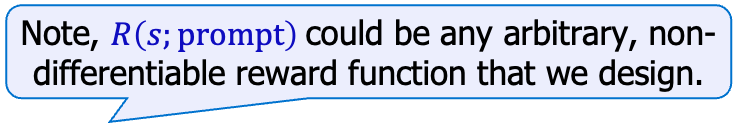 Note, R(s; prompt) could be any arbitrary, non-
differentiable reward function that we design.